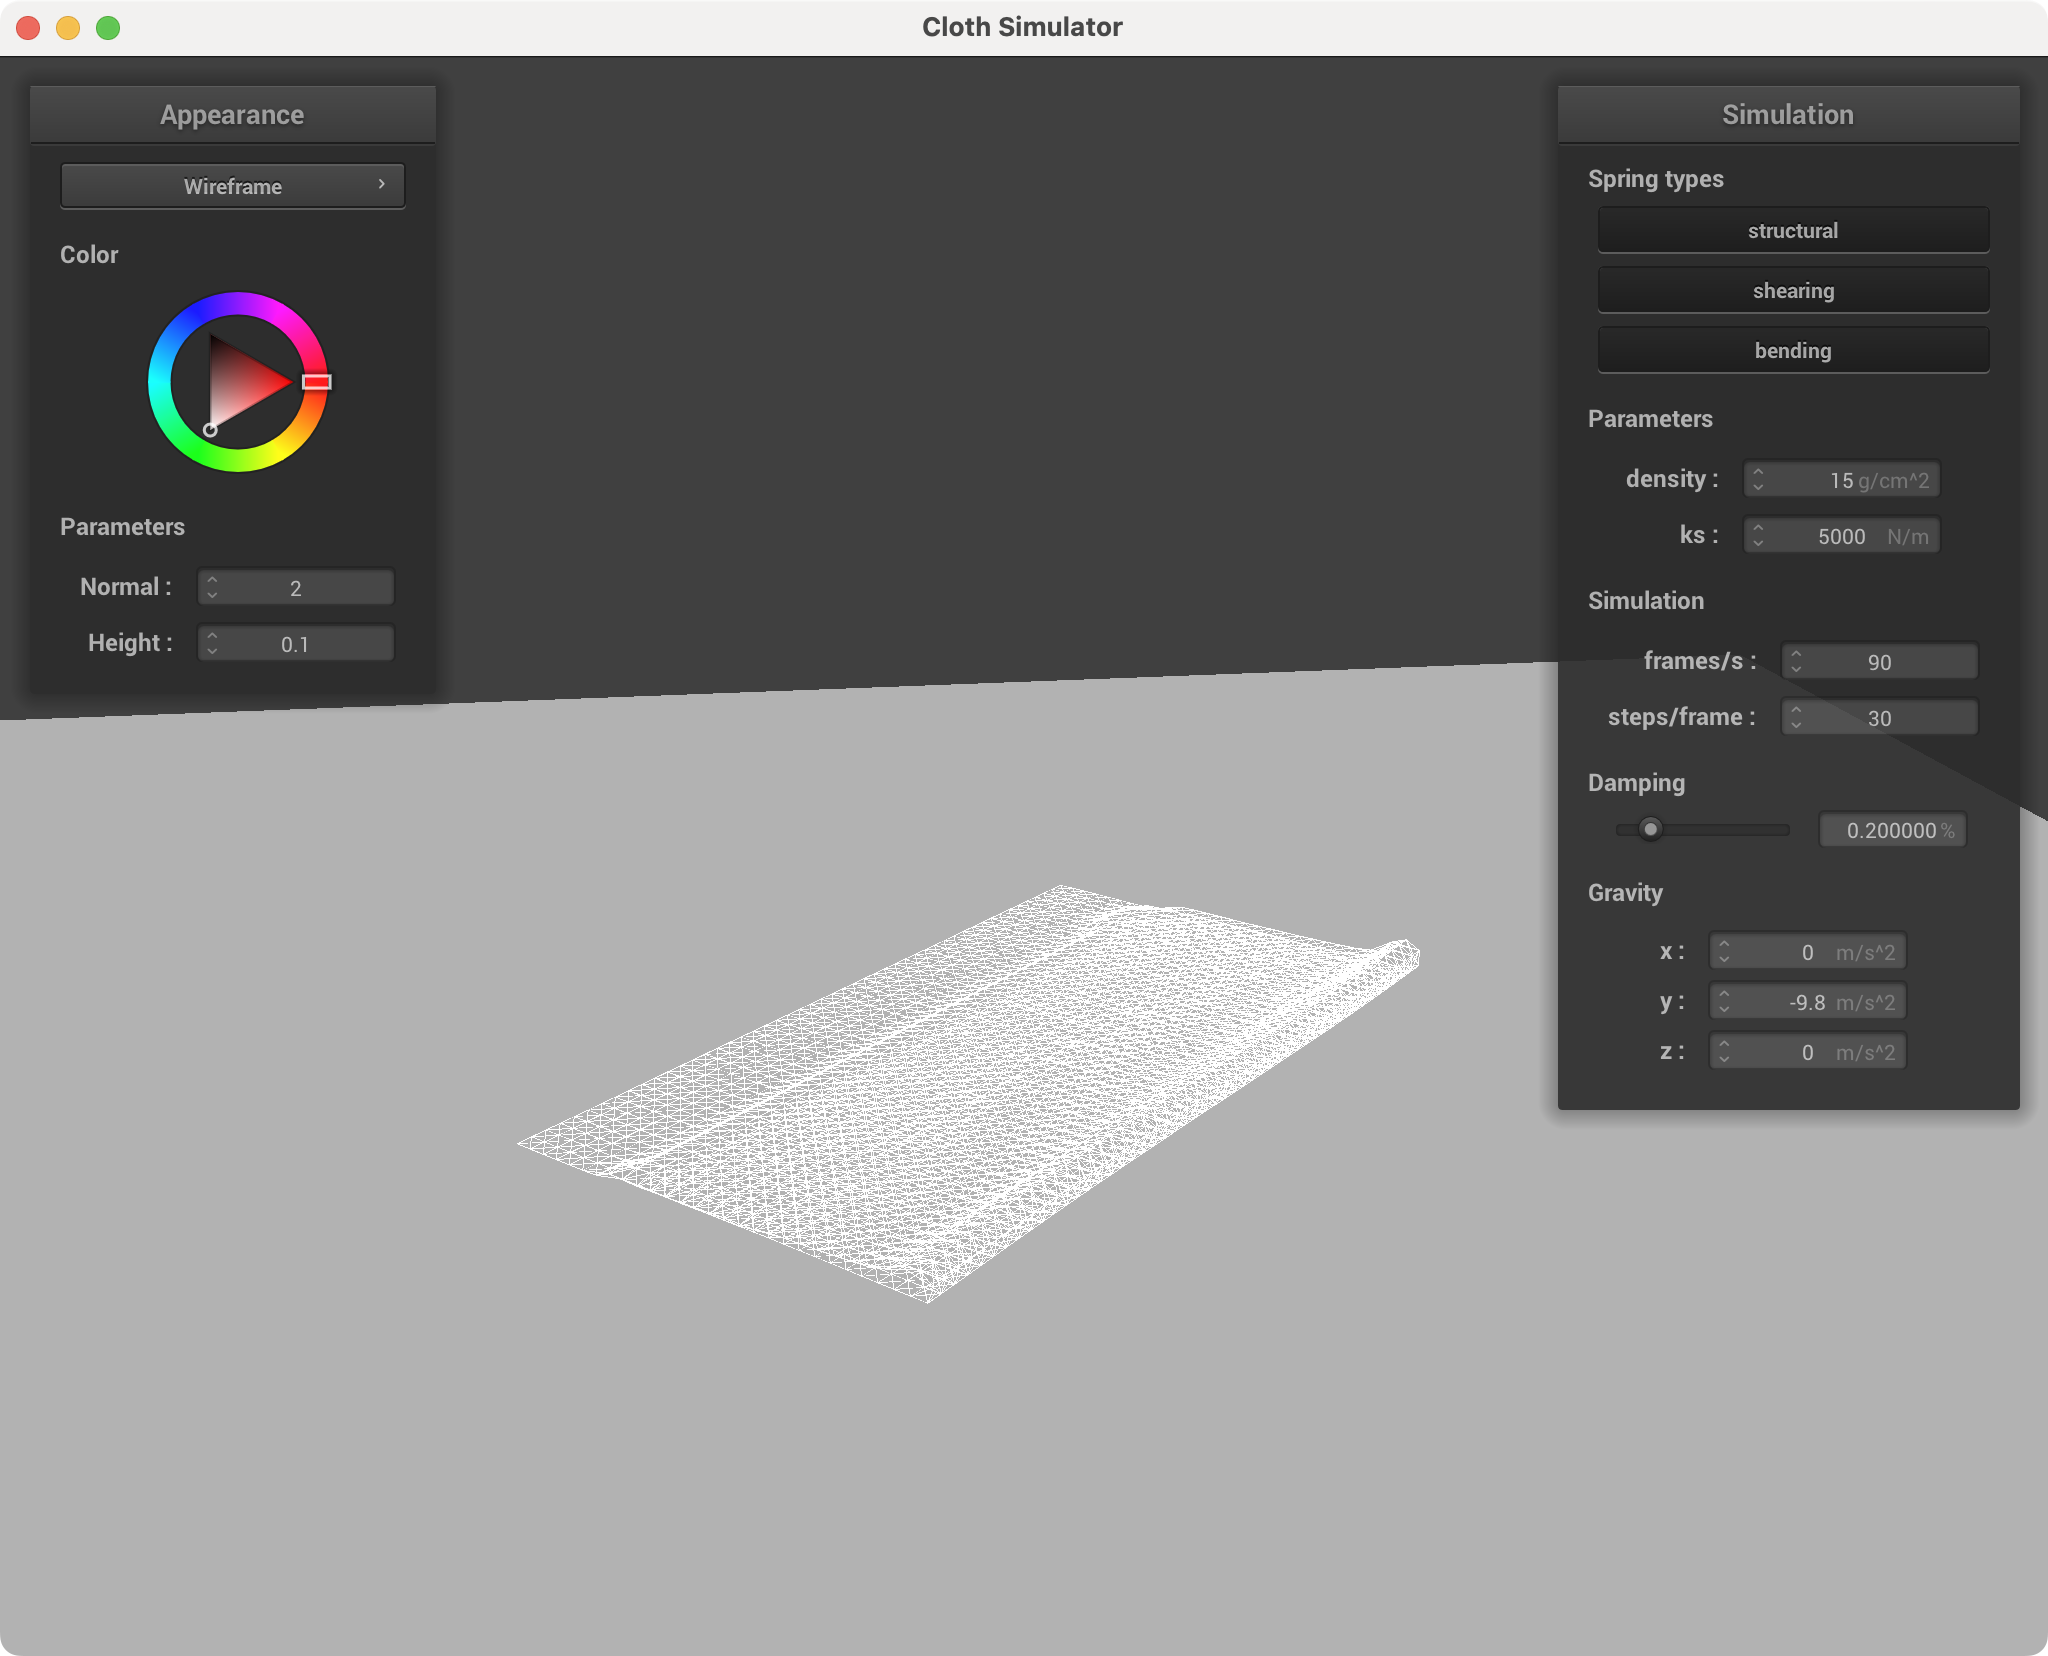 Cloth Simulator
Appearance
Wireframe
Color
Parameters
Normal : 2
Height : 0.1
Simulation
Spring types
structural
shearing
bending
Parameters
density : 15 g/cm^2
ks : 5000 N/m
Simulation
frames/s : 90
steps/frame : 30
Damping
0.200000 %
Gravity
x : 0 m/s^2
y : -9.8 m/s^2
z : 0 m/s^2